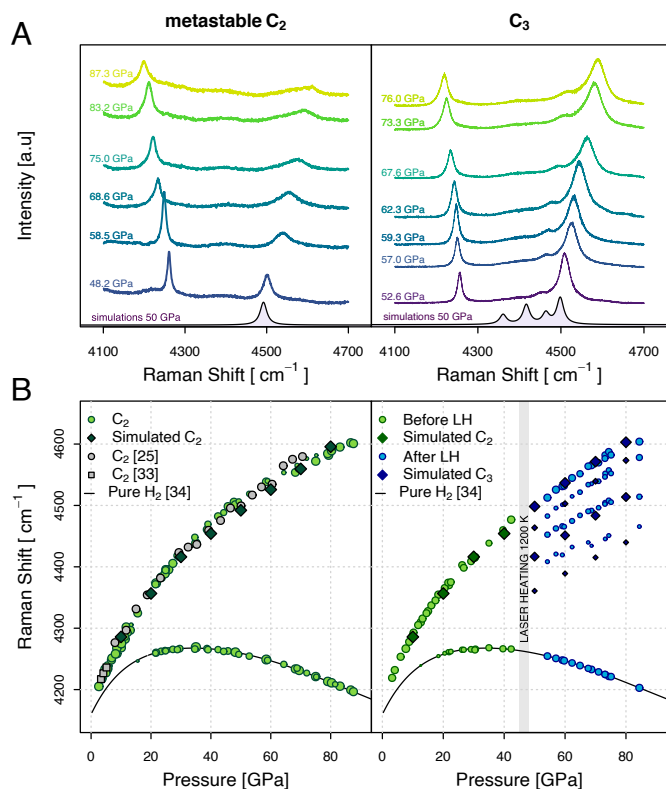 metastable C₂
C₃
A
Intensity [a.u]
87.3 GPa
83.2 GPa
75.0 GPa
68.6 GPa
58.5 GPa
48.2 GPa
simulations 50 GPa
4100 4300 4500 4700
Raman Shift [ cm⁻¹ ]
76.0 GPa
73.3 GPa
67.6 GPa
62.3 GPa
59.3 GPa
57.0 GPa
52.6 GPa
simulations 50 GPa
4100 4300 4500 4700
Raman Shift [ cm⁻¹ ]
B
Raman Shift [ cm⁻¹ ]
4600
4500
4400
4300
4200
C₂
Simulated C₂
C₂ [25]
C₂ [33]
Pure H₂ [34]
0 20 40 60 80
Pressure [GPa]
Before LH
Simulated C₂
After LH
Simulated C₃
Pure H₂ [34]
LASER HEATING 1200 K
0 20 40 60 80
Pressure [GPa]